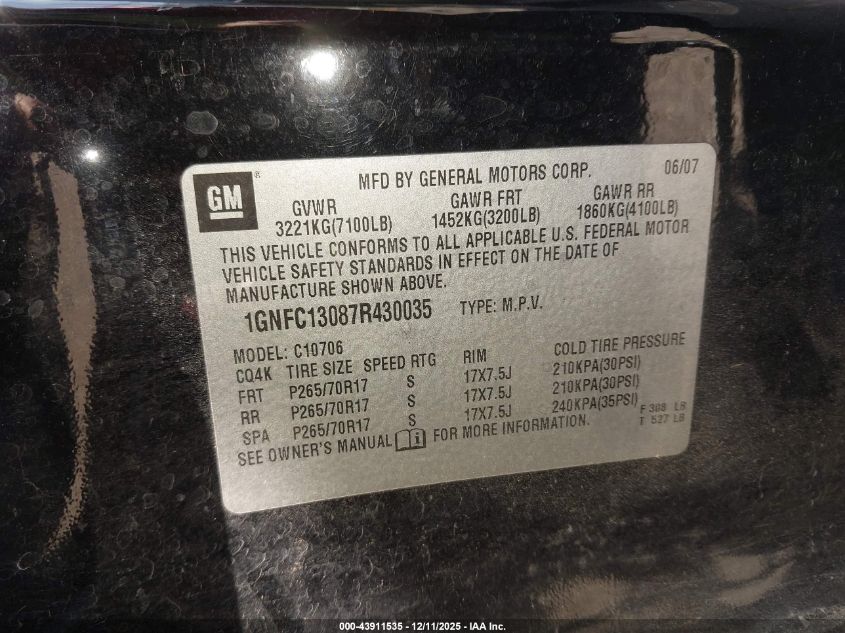 MFD BY GENERAL MOTORS CORP. 06/07
GM®
GVWR GAWR FRT GAWR RR
3221KG(7100LB) 1452KG(3200LB) 1860KG(4100LB)
THIS VEHICLE CONFORMS TO ALL APPLICABLE U.S. FEDERAL MOTOR
VEHICLE SAFETY STANDARDS IN EFFECT ON THE DATE OF
MANUFACTURE SHOWN ABOVE.
1GNFC13087R430035 TYPE: M.P.V.
MODEL: C10706
CQ4K TIRE SIZE SPEED RTG RIM COLD TIRE PRESSURE
FRT P265/70R17 S 17X7.5J 210KPA(30PSI)
RR P265/70R17 S 17X7.5J 210KPA(30PSI)
SPA P265/70R17 S 17X7.5J 240KPA(35PSI)
SEE OWNER'S MANUAL i FOR MORE INFORMATION.
F 308 LB
T 527 LB
000-43911535 - 12/11/2025 - IAA Inc.